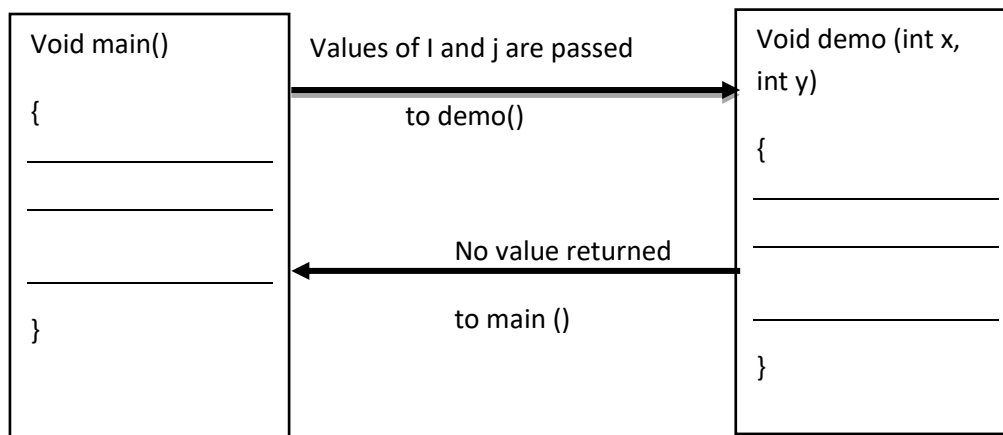 Void main()
{
}
Values of I and j are passed
to demo()
No value returned
to main ()
Void demo (int x,
int y)
{
}